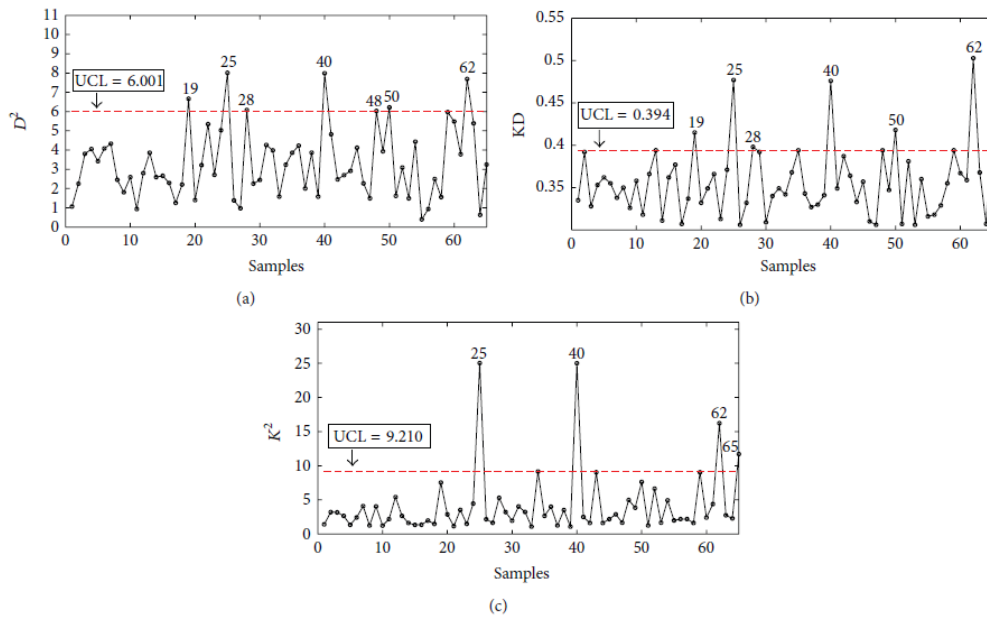 11
10
9
8
7
6
5
4
3
2
1
0
D²
UCL = 6.001
19
25
28
40
48
50
62
0 10 20 30 40 50 60
Samples
(a)
0.55
0.5
0.45
0.4
0.35
KD
UCL = 0.394
19
25
28
40
50
62
0 10 20 30 40 50 60
Samples
(b)
30
25
20
15
10
5
0
K²
UCL = 9.210
25
40
62
65
0 10 20 30 40 50 60
Samples
(c)